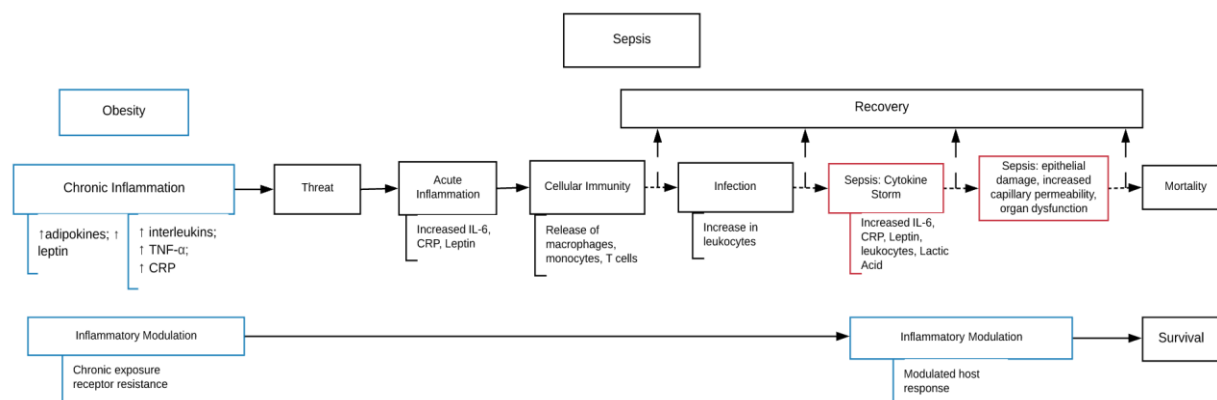 Sepsis
Obesity
Recovery
Chronic Inflammation
Threat
Acute
Inflammation
Cellular Immunity
Infection
Sepsis: Cytokine
Storm
Sepsis: epithelial
damage, increased
capillary permeability,
organ dysfunction
Mortality
↑adipokines; ↑
leptin
↑ interleukins;
↑ TNF-α;
↑ CRP
Increased IL-6,
CRP, Leptin
Release of
macrophages,
monocytes, T cells
Increase in
leukocytes
Increased IL-6,
CRP, Leptin,
leukocytes, Lactic
Acid
Inflammatory Modulation
Inflammatory Modulation
Survival
Chronic exposure
receptor resistance
Modulated host
response